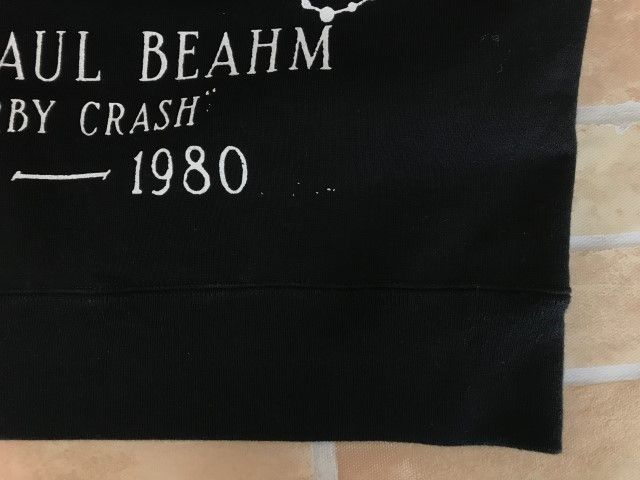 AUL BEAHM
BY CRASH"
— 1980